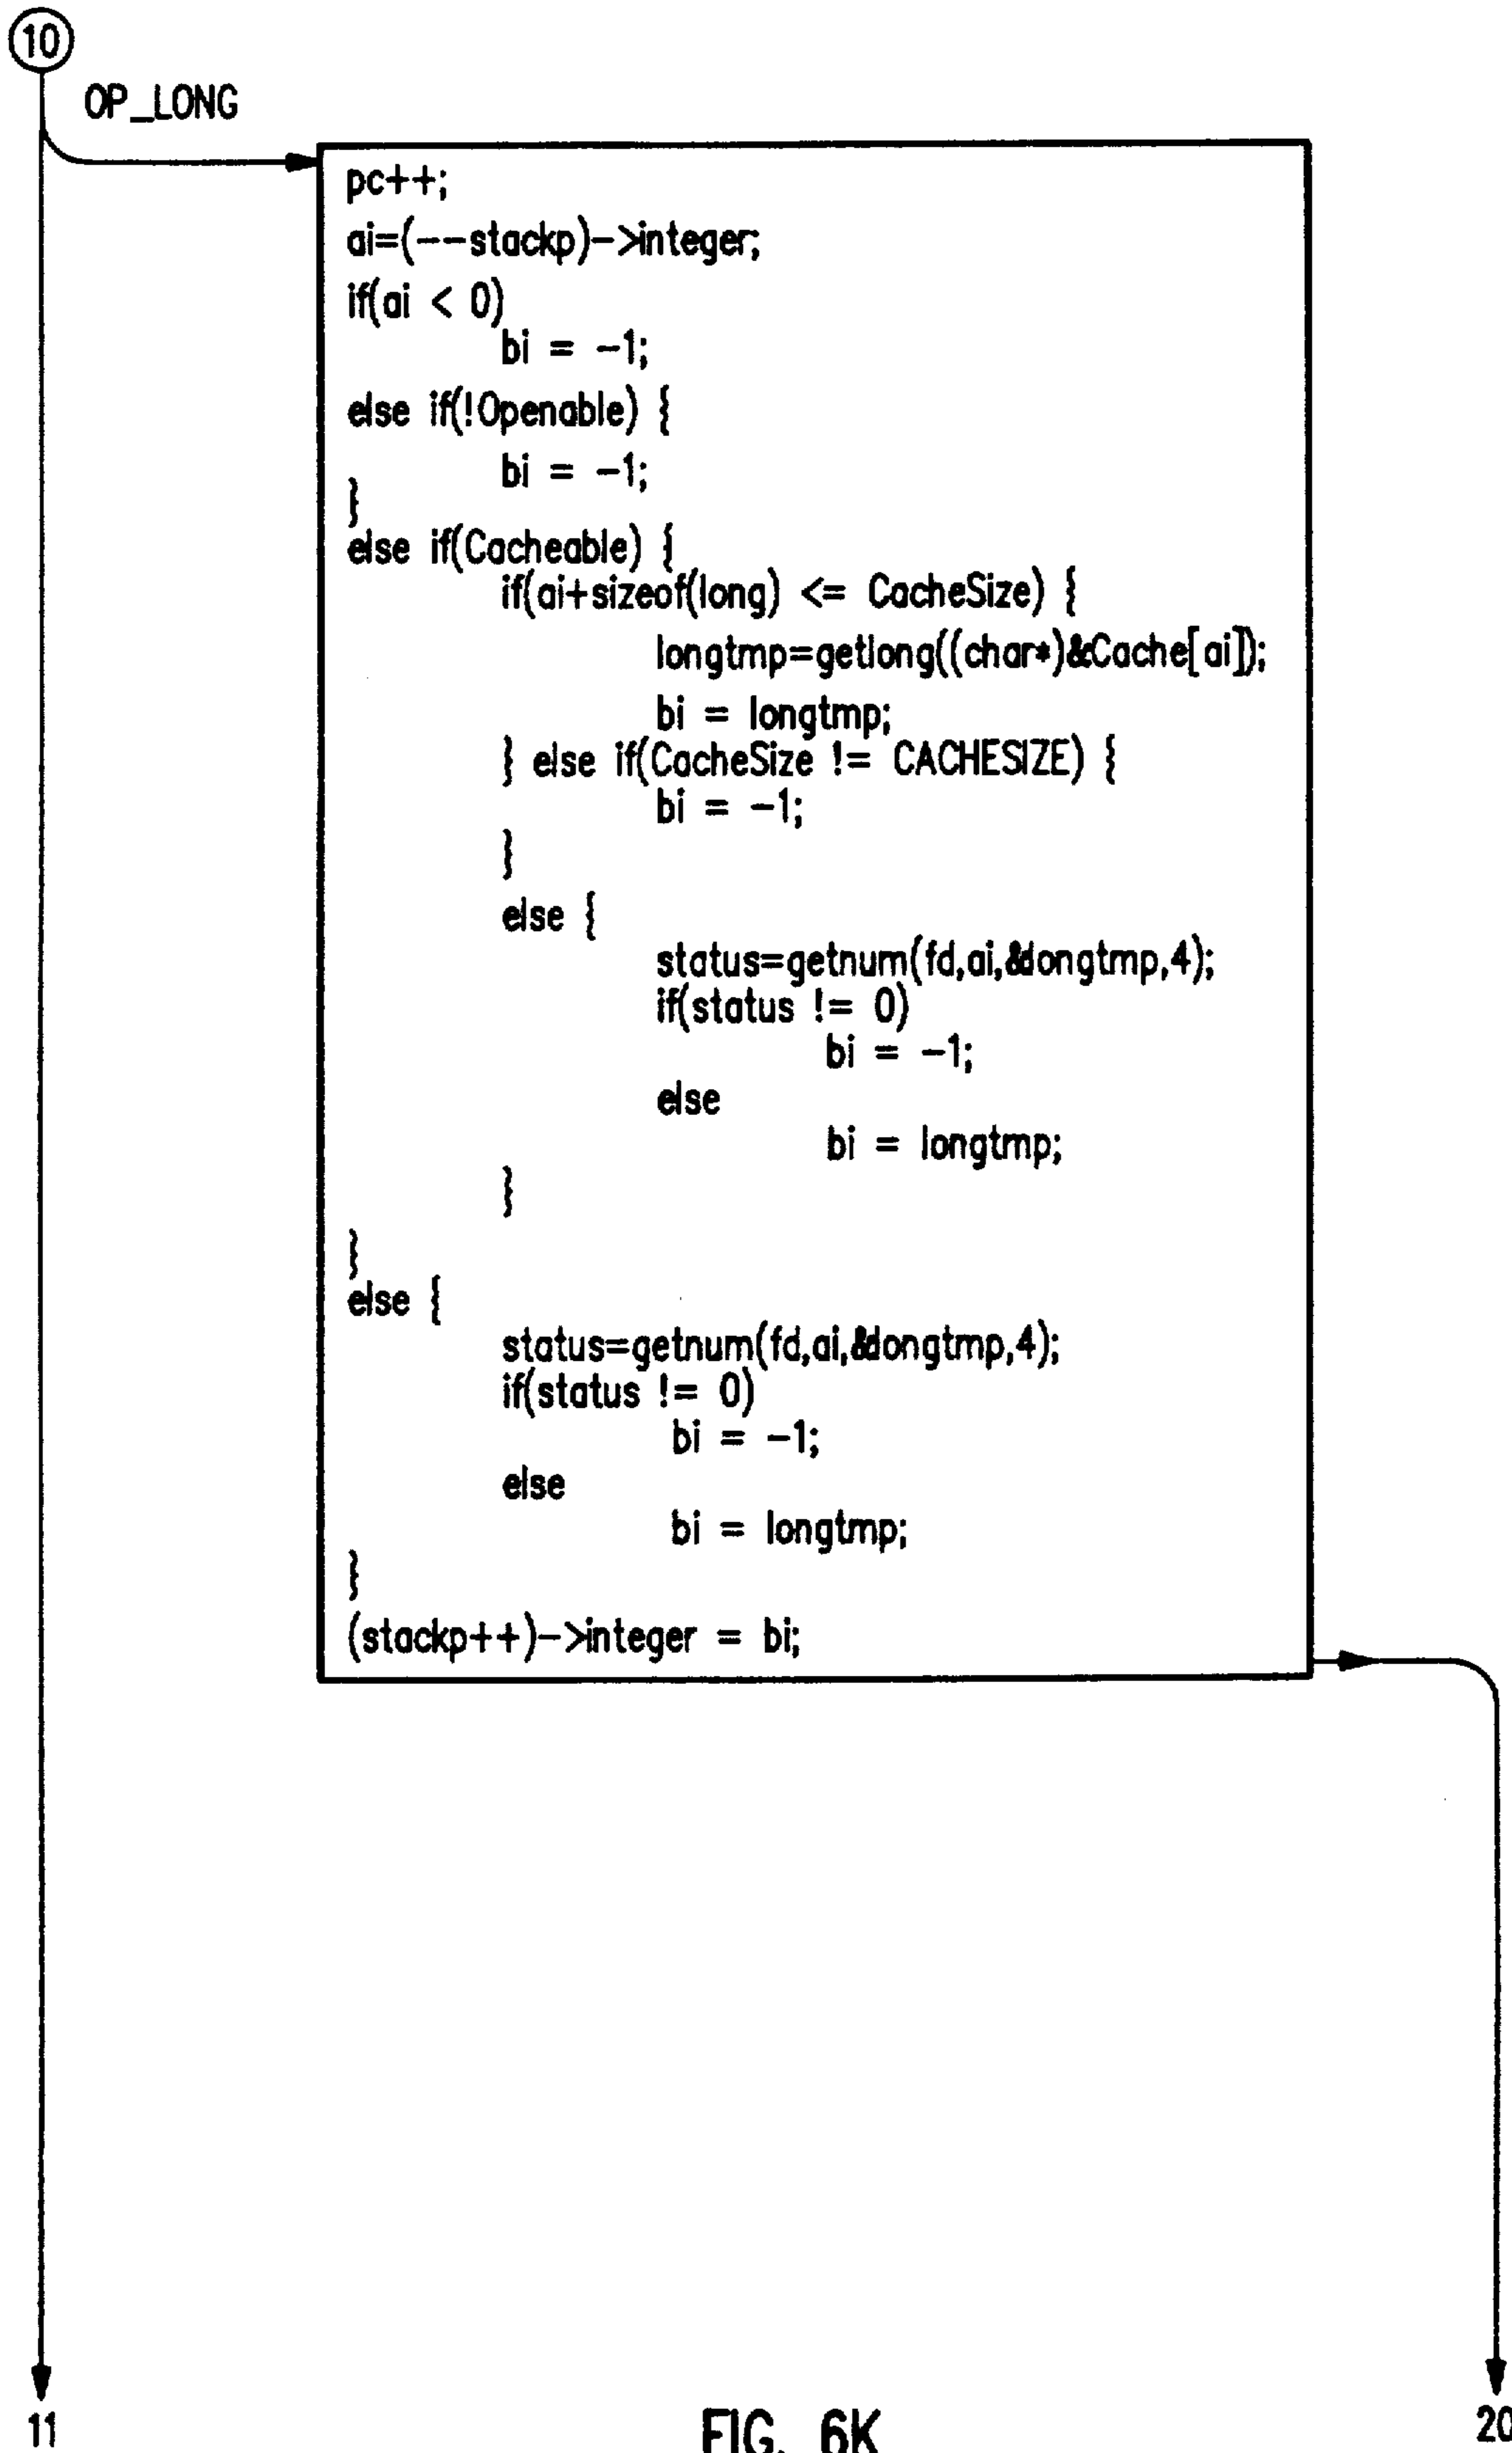 10
OP_LONG
pc++;
ai=(--stackp)->integer;
if(ai < 0)
bi = -1;
else if(!Openable) {
bi = -1;
}
else if(Cacheable) {
if(ai+sizeof(long) <= CacheSize) {
longtmp=getlong((char*)&Cache[ai]);
bi = longtmp;
} else if(CacheSize != CACHESIZE) {
bi = -1;
}
else {
status=getnum(fd,ai,&longtmp,4);
if(status != 0)
bi = -1;
else
bi = longtmp;
}
}
else {
status=getnum(fd,ai,&longtmp,4);
if(status != 0)
bi = -1;
else
bi = longtmp;
}
(stackp++)->integer = bi;
11
FIG. 6K
20